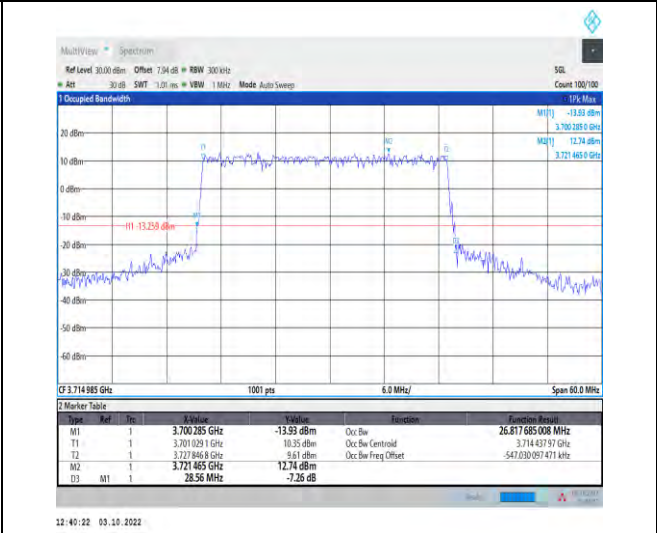 MultiView Spectrum
Ref Level 30.00 dBm Offset 7.94 dB RBW 300 kHz SGL
Att 30 dB SWT 1.01 ms VBW 1 MHz Mode Auto Sweep Count 100/100
1 Occupied Bandwidth 1Pk Max
M1[1] -13.93 dBm
3.700 285 0 GHz
M2[1] 12.74 dBm
3.721 465 0 GHz
20 dBm
10 dBm
0 dBm
-10 dBm
H1 -13.259 dBm
-20 dBm
-30 dBm
-40 dBm
-50 dBm
-60 dBm
T1 M2 T2
M1
CF 3.714 985 GHz 1001 pts 6.0 MHz/ Span 60.0 MHz
2 Marker Table
Type Ref Trc X-Value Y-Value Function Function Result
M1 1 3.700 285 GHz -13.93 dBm Occ Bw 26.817 685 008 MHz
T1 1 3.701 029 1 GHz 10.35 dBm Occ Bw Centroid 3.714 437 97 GHz
T2 1 3.727 846 8 GHz 9.61 dBm Occ Bw Freq Offset -547.030 097 471 kHz
M2 1 3.721 465 GHz 12.74 dBm
D3 M1 1 28.56 MHz -7.26 dB
12:40:22 03.10.2022